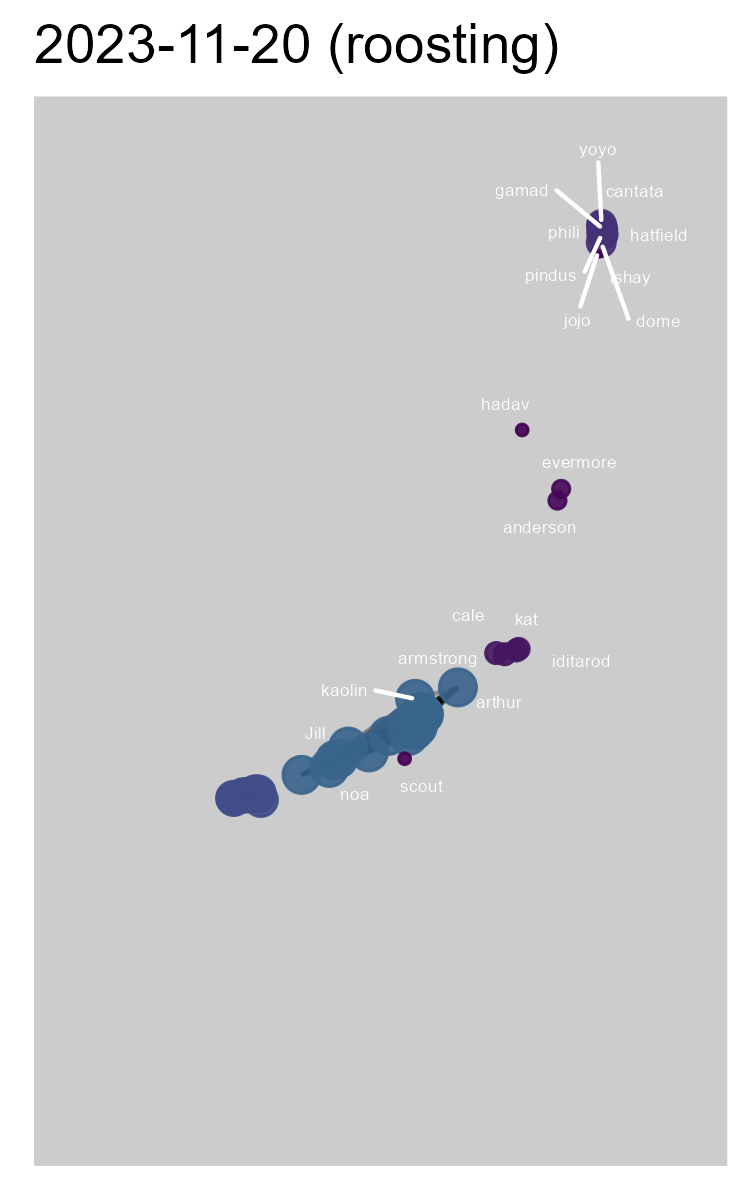 2023-11-20 (roosting)
yoyo
gamad
cantata
phili
hatfield
pindus
ishay
jojo
dome
hadav
evermore
anderson
cale
kat
armstrong
iditarod
kaolin
arthur
Jill
scout
noa